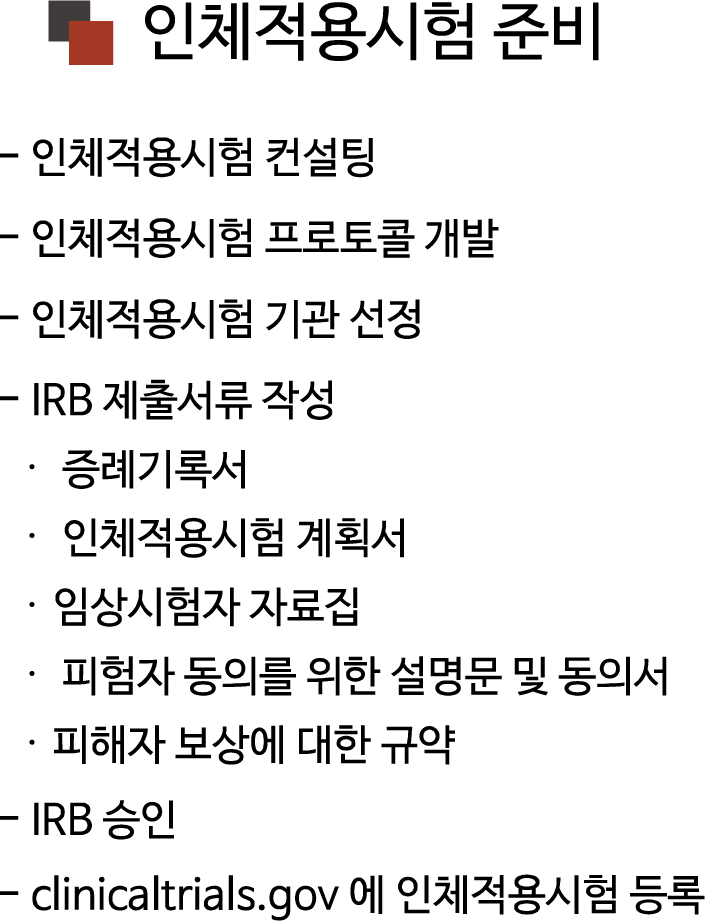 인체적용시험 준비
- 인체적용시험 컨설팅
- 인체적용시험 프로토콜 개발
- 인체적용시험 기관 선정
- IRB 제출서류 작성
· 증례기록서
· 인체적용시험 계획서
· 임상시험자 자료집
· 피험자 동의를 위한 설명문 및 동의서
· 피해자 보상에 대한 규약
- IRB 승인
- clinicaltrials.gov 에 인체적용시험 등록